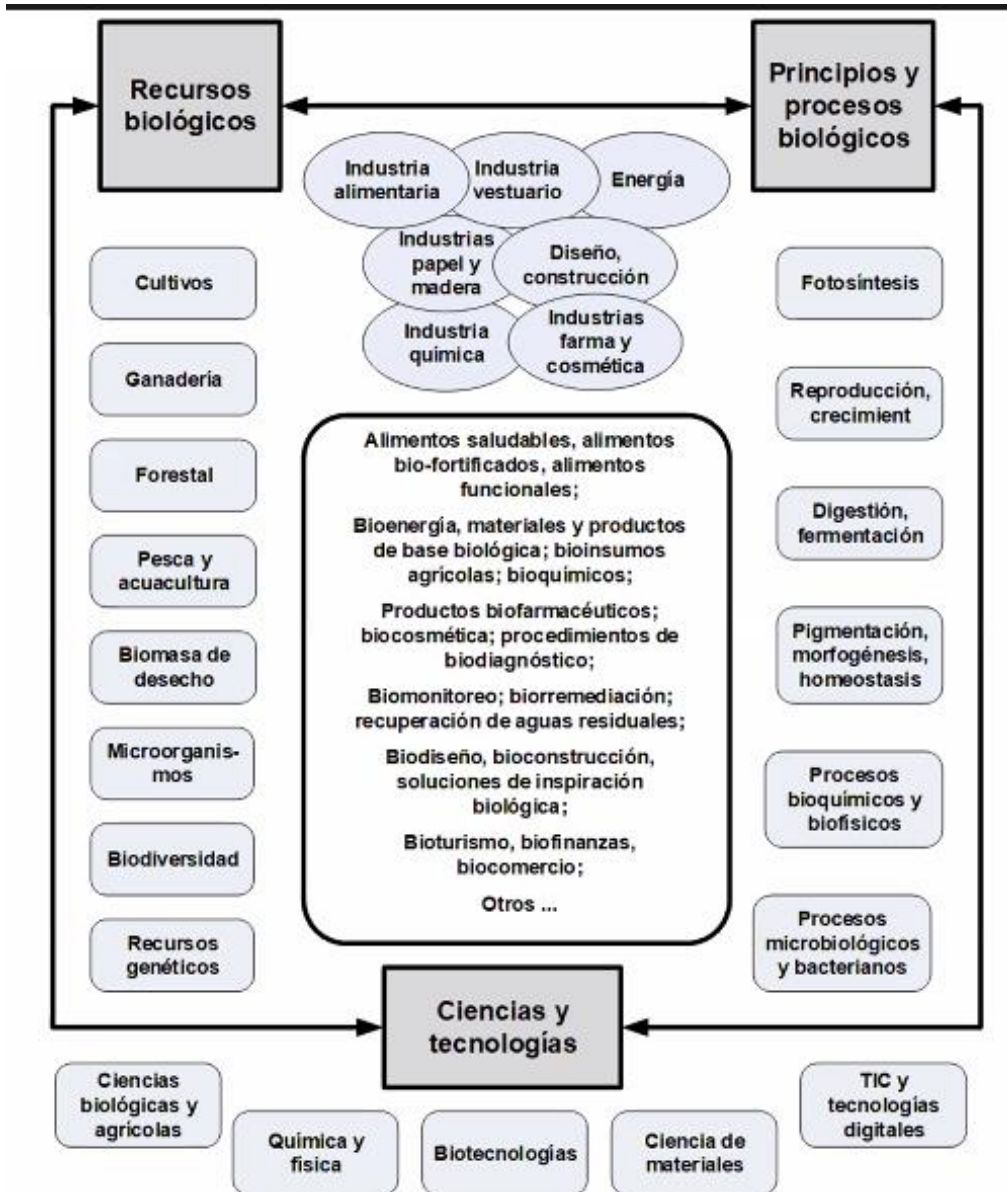 Recursos
biológicos
Principios y
procesos
biológicos
Industria
alimentaria
Industria
vestuario
Energía
Industrias
papel y
madera
Diseño,
construcción
Industria
química
Industrias
farma y
cosmética
Cultivos
Ganadería
Forestal
Pesca y
acuacultura
Biomasa de
desecho
Microorganis-
mos
Biodiversidad
Recursos
genéticos
Alimentos saludables, alimentos
bio-fortificados, alimentos
funcionales;
Bioenergía, materiales y productos
de base biológica; bioinsumos
agrícolas; bioquímicos;
Productos biofarmacéuticos;
biocosmética; procedimientos de
biodiagnóstico;
Biomonitoreo; biorremediación;
recuperación de aguas residuales;
Biodiseño, bioconstrucción,
soluciones de inspiración
biológica;
Bioturismo, biofinanzas,
biocomercio;
Otros ...
Fotosíntesis
Reproducción,
crecimient
Digestión,
fermentación
Pigmentación,
morfogénesis,
homeostasis
Procesos
bioquímicos y
biofísicos
Procesos
microbiológicos
y bacterianos
Ciencias y
tecnologías
Ciencias
biológicas y
agrícolas
Química y
física
Biotecnologías
Ciencia de
materiales
TIC y
tecnologías
digitales